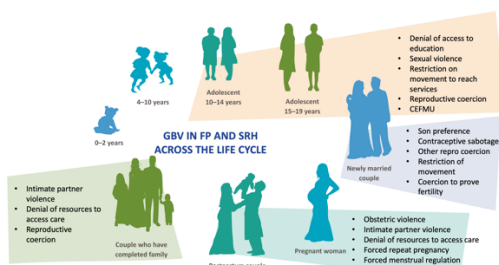 • Denial of access to
education
• Sexual violence
• Restriction on
movement to reach
services
• Reproductive coercion
• CEFMU
4–10 years
Adolescent
10–14 years
Adolescent
15–19 years
0–2 years
GBV IN FP AND SRH
ACROSS THE LIFE CYCLE
Newly married
couple
• Son preference
• Contraceptive sabotage
• Other repro coercion
• Restriction of
movement
• Coercion to prove
fertility
• Intimate partner
violence
• Denial of resources to
access care
• Reproductive
coercion
Couple who have
completed family
Postpartum couple
Pregnant woman
• Obstetric violence
• Intimate partner violence
• Denial of resources to access care
• Forced repeat pregnancy
• Forced menstrual regulation